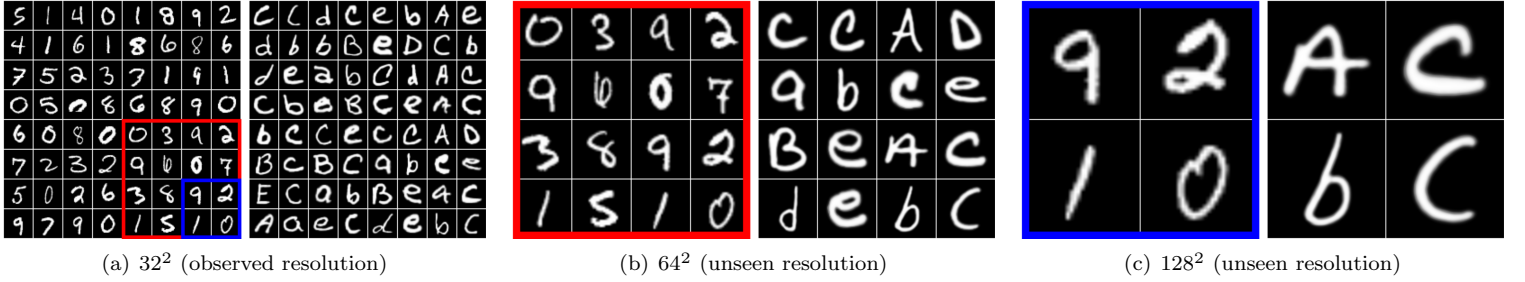 5 1 4 0 1 8 9 2
4 1 6 1 8 6 8 6
7 5 2 3 3 1 9 1
0 5 0 8 6 8 9 0
6 0 8 0 0 3 9 2
7 2 3 2 9 6 0 7
5 0 2 6 3 8 9 2
9 7 9 0 1 5 1 0
C C d C e b A e
d b b B e D C b
d e a b C d A C
C b e B C e A C
b C C e C C A D
B C B C a b c e
E C a b B e a C
A a e C d e b C
(a) 32² (observed resolution)
0 3 9 2
9 6 0 7
3 8 9 2
1 5 1 0
C C A D
a b c e
B e A C
d e b C
(b) 64² (unseen resolution)
9 2
1 0
A C
b C
(c) 128² (unseen resolution)